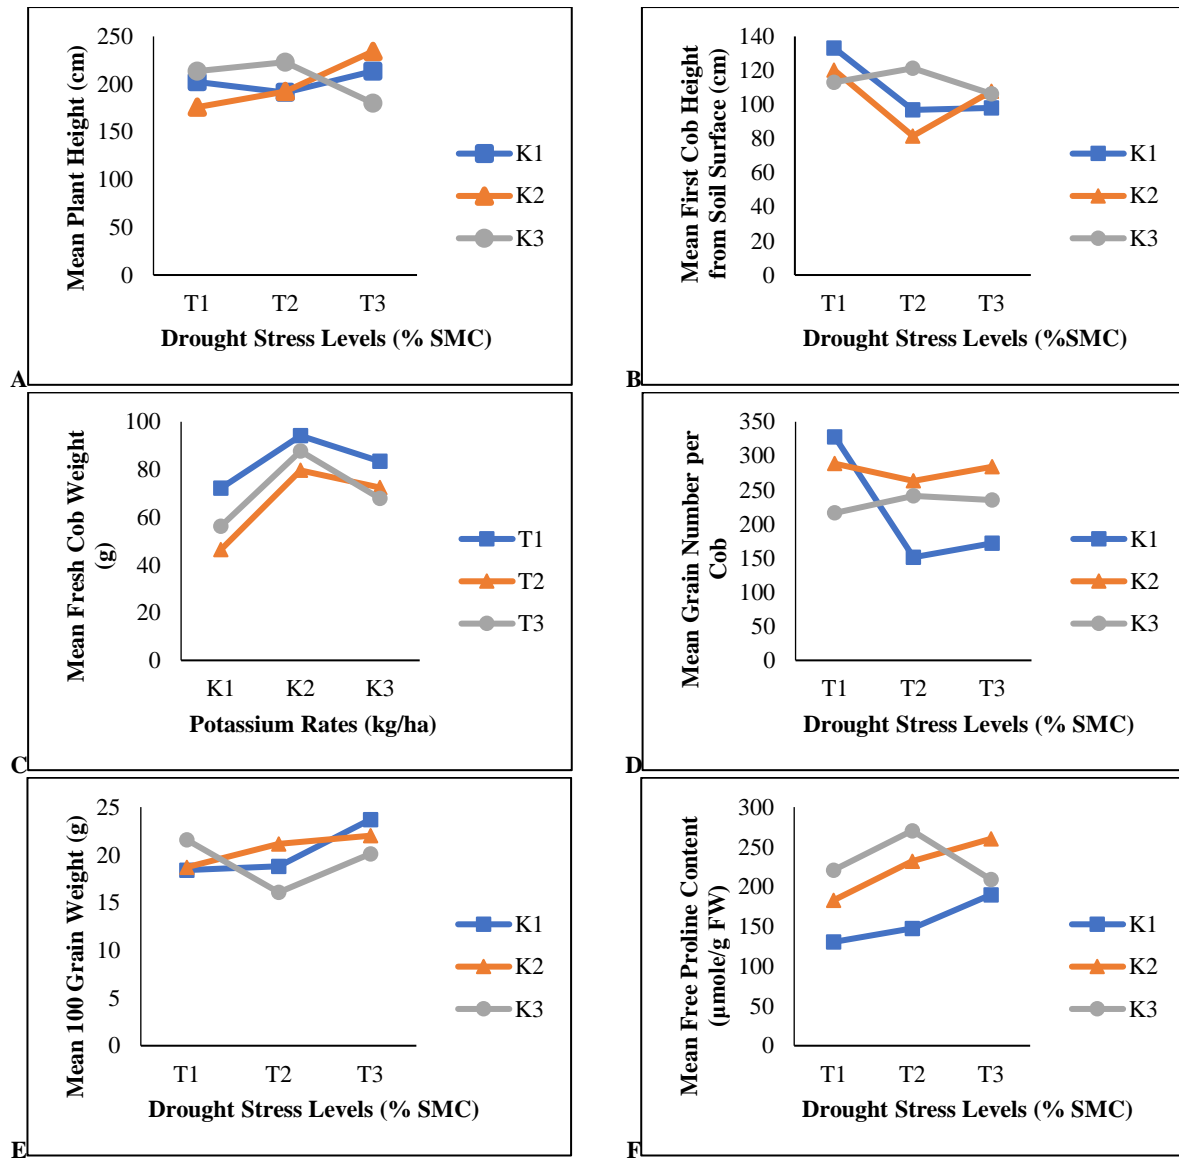 250
200
150
100
50
0
Mean Plant Height (cm)
T1 T2 T3
Drought Stress Levels (% SMC)
K1
K2
K3
A
140
120
100
80
60
40
20
0
Mean First Cob Height
from Soil Surface (cm)
T1 T2 T3
Drought Stress Levels (%SMC)
K1
K2
K3
B
100
80
60
40
20
0
Mean Fresh Cob Weight
(g)
K1 K2 K3
Potassium Rates (kg/ha)
T1
T2
T3
C
350
300
250
200
150
100
50
0
Mean Grain Number per
Cob
T1 T2 T3
Drought Stress Levels (% SMC)
K1
K2
K3
D
25
20
15
10
5
0
Mean 100 Grain Weight (g)
T1 T2 T3
Drought Stress Levels (% SMC)
K1
K2
K3
E
300
250
200
150
100
50
0
Mean Free Proline Content
(µmole/g FW)
T1 T2 T3
Drought Stress Levels (% SMC)
K1
K2
K3
F